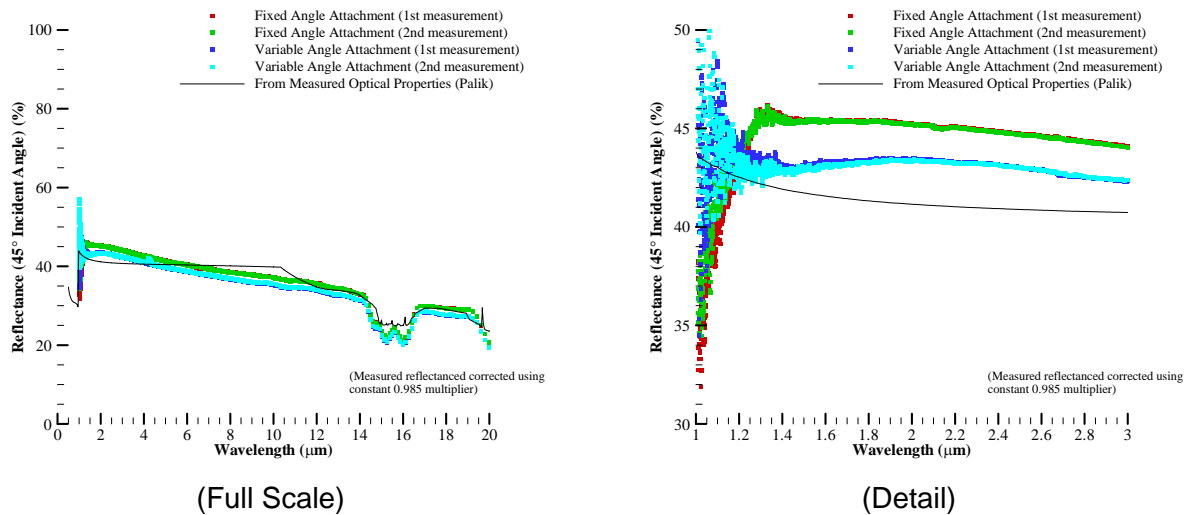 Fixed Angle Attachment (1st measurement)
Fixed Angle Attachment (2nd measurement)
Variable Angle Attachment (1st measurement)
Variable Angle Attachment (2nd measurement)
From Measured Optical Properties (Palik)
100
80
60
40
20
0
Reflectance (45° Incident Angle) (%)
(Measured reflectanced corrected using
constant 0.985 multiplier)
0 2 4 6 8 10 12 14 16 18 20
Wavelength (μm)
(Full Scale)
Fixed Angle Attachment (1st measurement)
Fixed Angle Attachment (2nd measurement)
Variable Angle Attachment (1st measurement)
Variable Angle Attachment (2nd measurement)
From Measured Optical Properties (Palik)
50
45
40
35
30
Reflectance (45° Incident Angle) (%)
(Measured reflectanced corrected using
constant 0.985 multiplier)
1 1.2 1.4 1.6 1.8 2 2.2 2.4 2.6 2.8 3
Wavelength (μm)
(Detail)